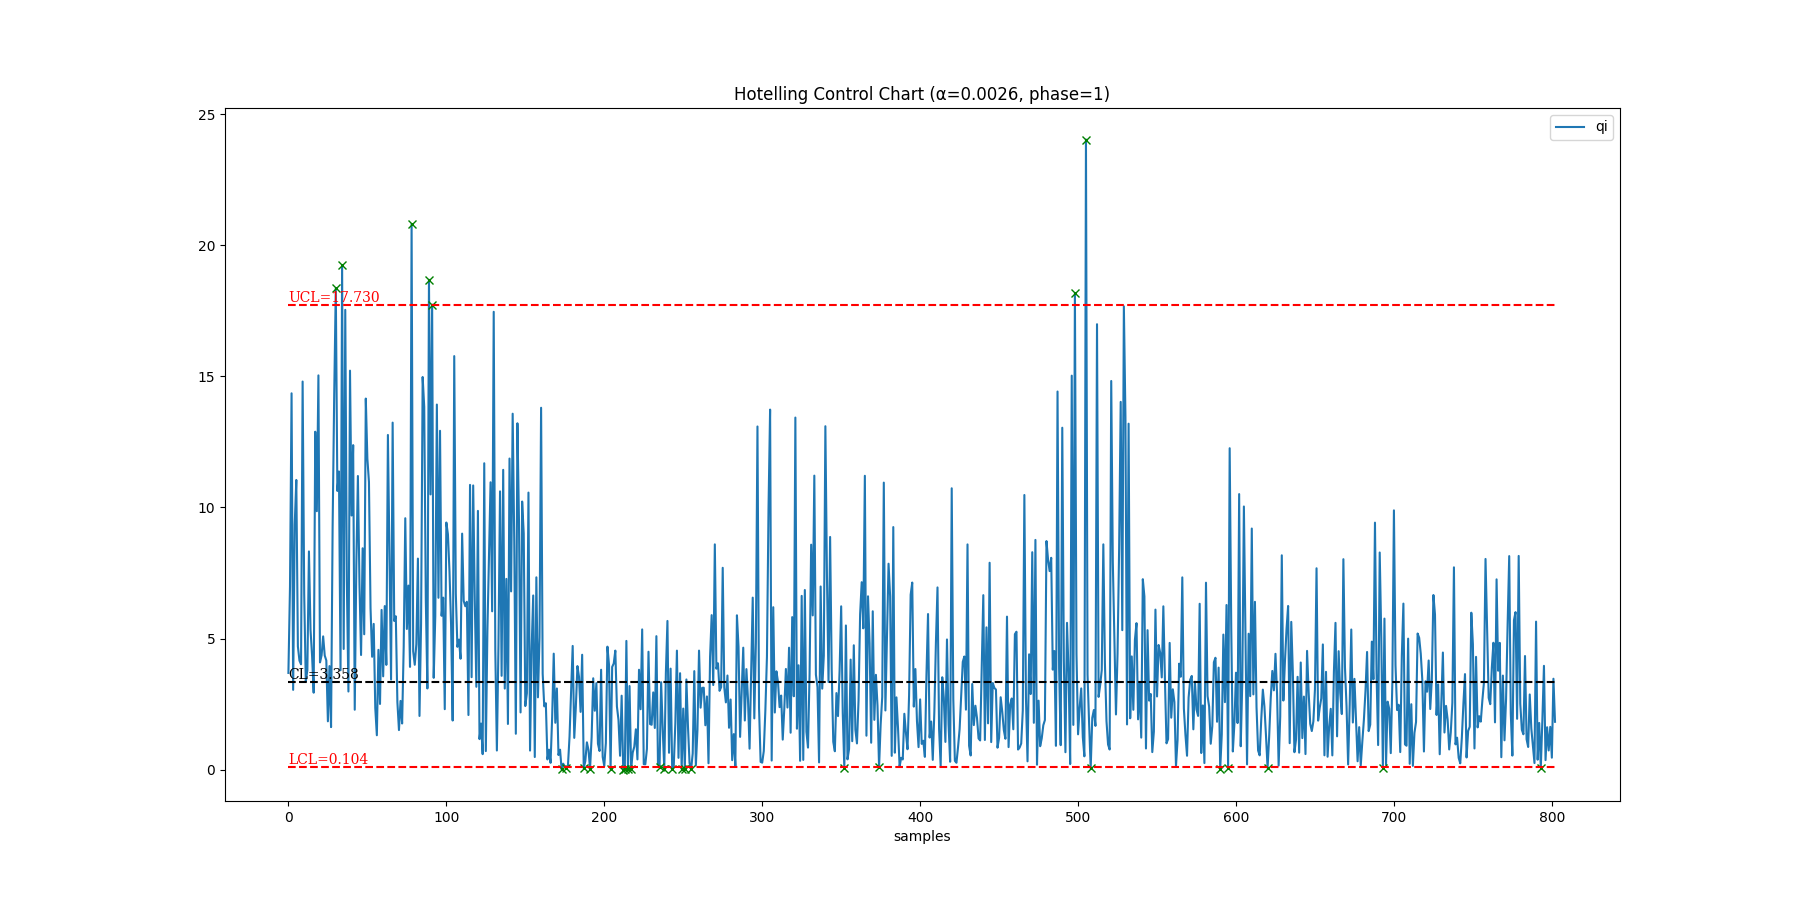 Hotelling Control Chart (α=0.0026, phase=1)
25
qi
20
UCL=17.730
15
10
5
CL=3.358
LCL=0.104
0
0 100 200 300 400 500 600 700 800
samples